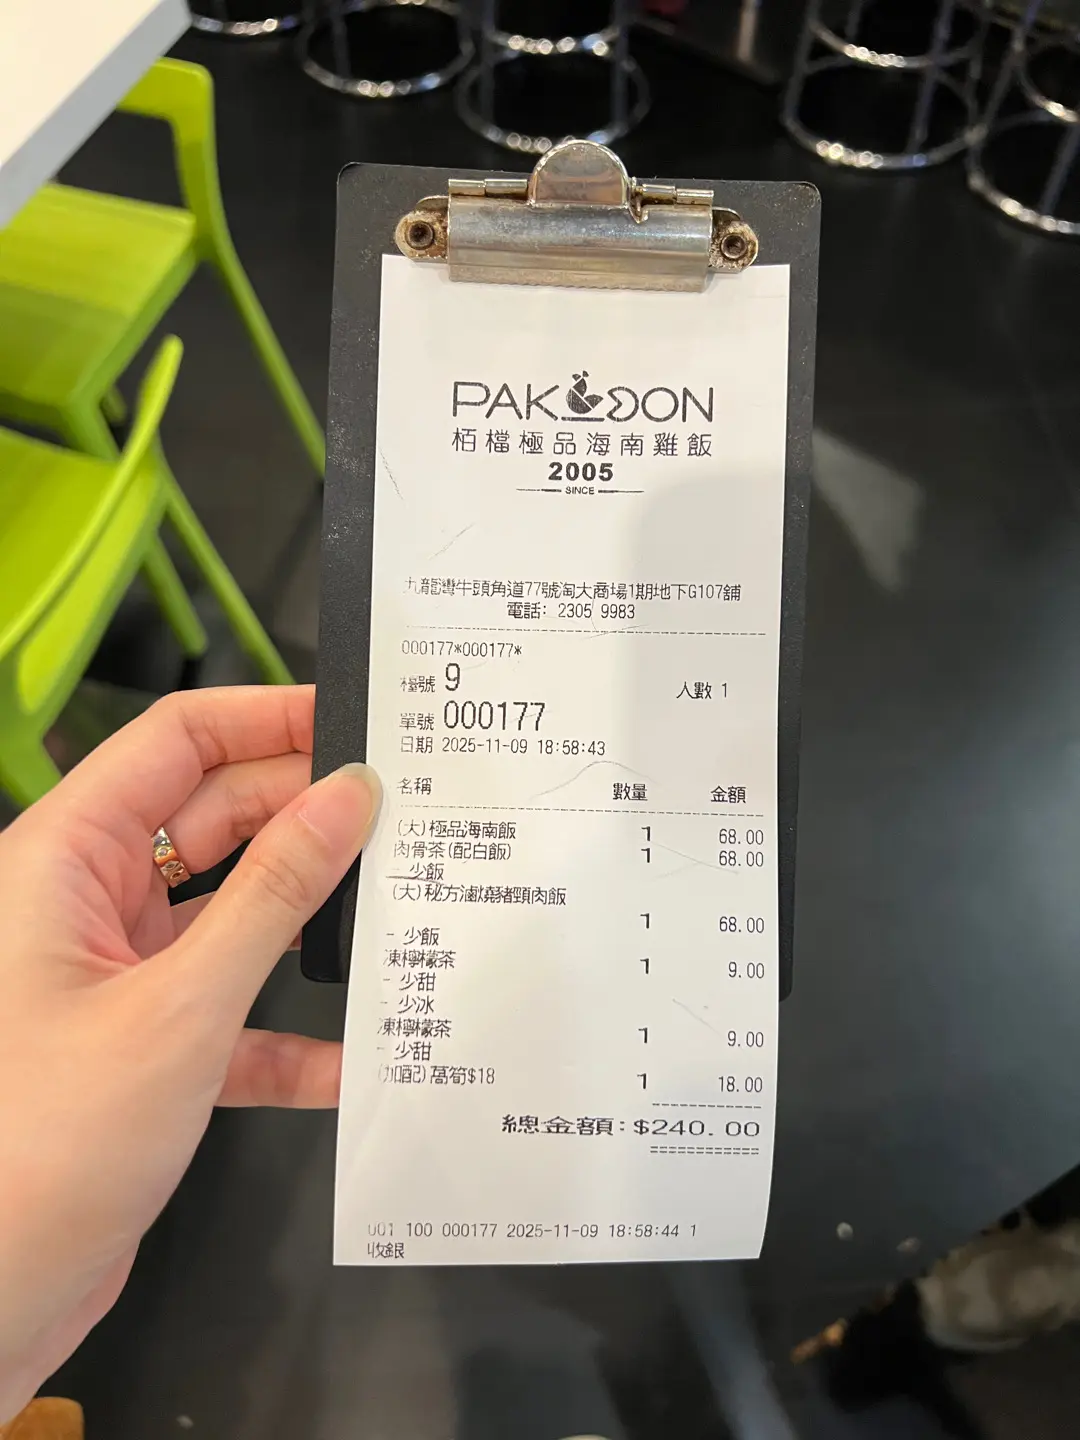 PAK DON
栢檔極品海南雞飯
2005
SINCE
九龍灣牛頭角道77號淘大商場1期地下G107舖
電話: 2305 9983
000177*000177*
檯號 9 人數 1
單號 000177
日期 2025-11-09 18:58:43
名稱 數量 金額
(大)極品海南飯 1 68.00
肉骨茶(配白飯) 1 68.00
- 少飯
(大)秘方滷燒豬頸肉飯
1 68.00
- 少飯
凍檸檬茶 1 9.00
- 少甜
- 少冰
凍檸檬茶 1 9.00
- 少甜
(加配)萵筍$18 1 18.00
總金額: $240.00
001 100 000177 2025-11-09 18:58:44 1
收銀